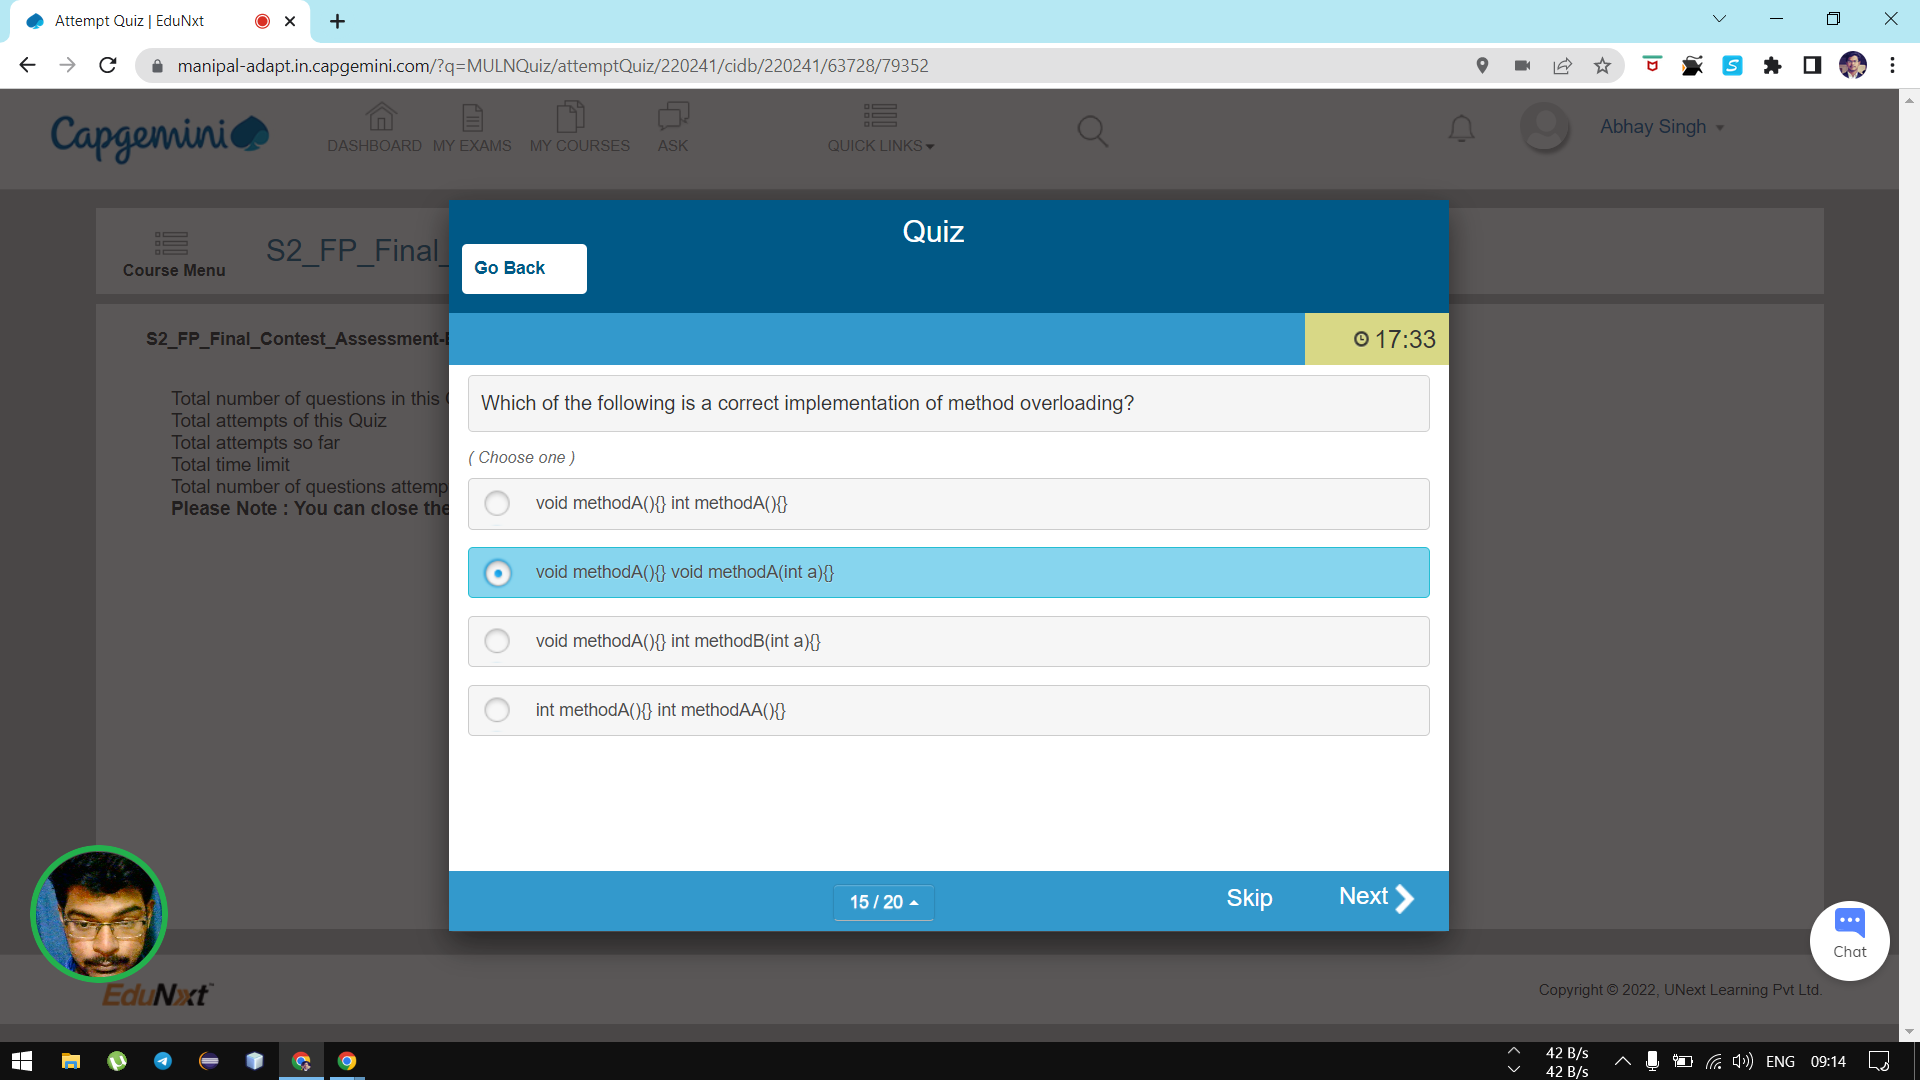 Attempt Quiz | EduNxt
manipal-adapt.in.capgemini.com/?q=MULNQuiz/attemptQuiz/220241/cidb/220241/63728/79352
Capgemini
DASHBOARD
MY EXAMS
MY COURSES
ASK
QUICK LINKS
Abhay Singh
Course Menu
S2_FP_Final_
S2_FP_Final_Contest_Assessment-
Total number of questions in this
Total attempts of this Quiz
Total attempts so far
Total time limit
Total number of questions attemp
Please Note : You can close the
Quiz
Go Back
17:33
Which of the following is a correct implementation of method overloading?
( Choose one )
void methodA(){} int methodA(){}
void methodA(){} void methodA(int a){}
void methodA(){} int methodB(int a){}
int methodA(){} int methodAA(){}
15 / 20
Skip
Next
Chat
EduNxt
Copyright © 2022, UNext Learning Pvt Ltd.
42 B/s
42 B/s
ENG
09:14